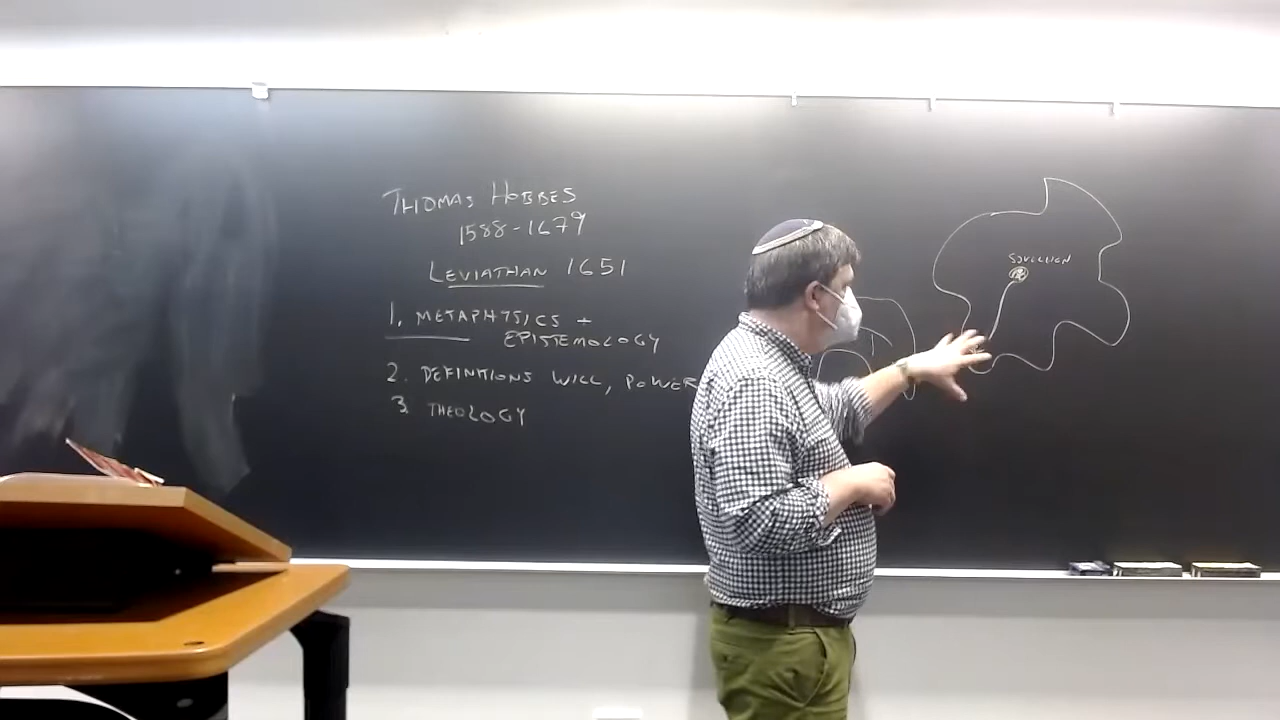 THOMAS HOBBES
1588-1679
LEVIATHAN 1651
1. METAPHYSICS +
EPISTEMOLOGY
2. DEFINITIONS WILL, POWER
3. THEOLOGY
SOVEREIGN